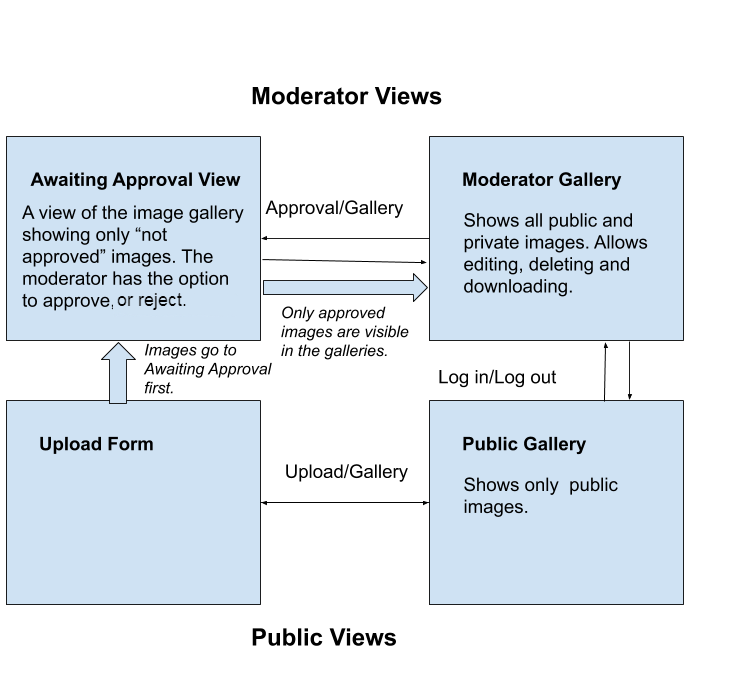 Moderator Views
Awaiting Approval View
A view of the image gallery
showing only “not
approved” images. The
moderator has the option
to approve, or reject.
Approval/Gallery
Only approved
images are visible
in the galleries.
Moderator Gallery
Shows all public and
private images. Allows
editing, deleting and
downloading.
Images go to
Awaiting Approval
first.
Log in/Log out
Upload Form
Upload/Gallery
Public Gallery
Shows only  public
images.
Public Views